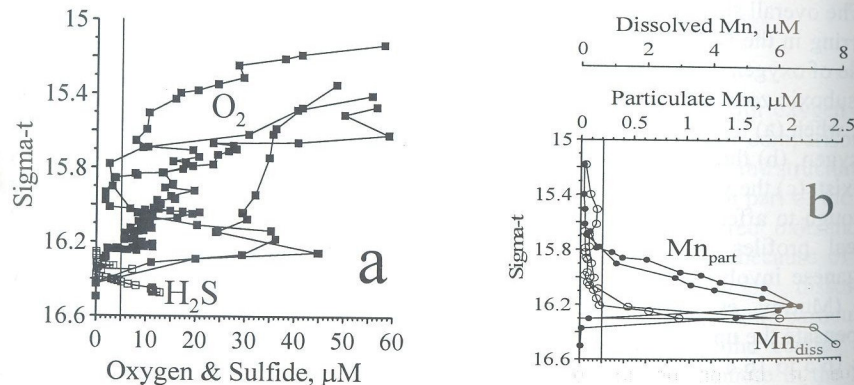 15
15.4
15.8
16.2
16.6
Sigma-t
O2
H2S
a
0 10 20 30 40 50 60
Oxygen & Sulfide, μM
Dissolved Mn, μM
0 2 4 6 8
Particulate Mn, μM
0 0.5 1 1.5 2 2.5
15
15.4
15.8
16.2
16.6
Sigma-t
b
Mnpart
Mndiss